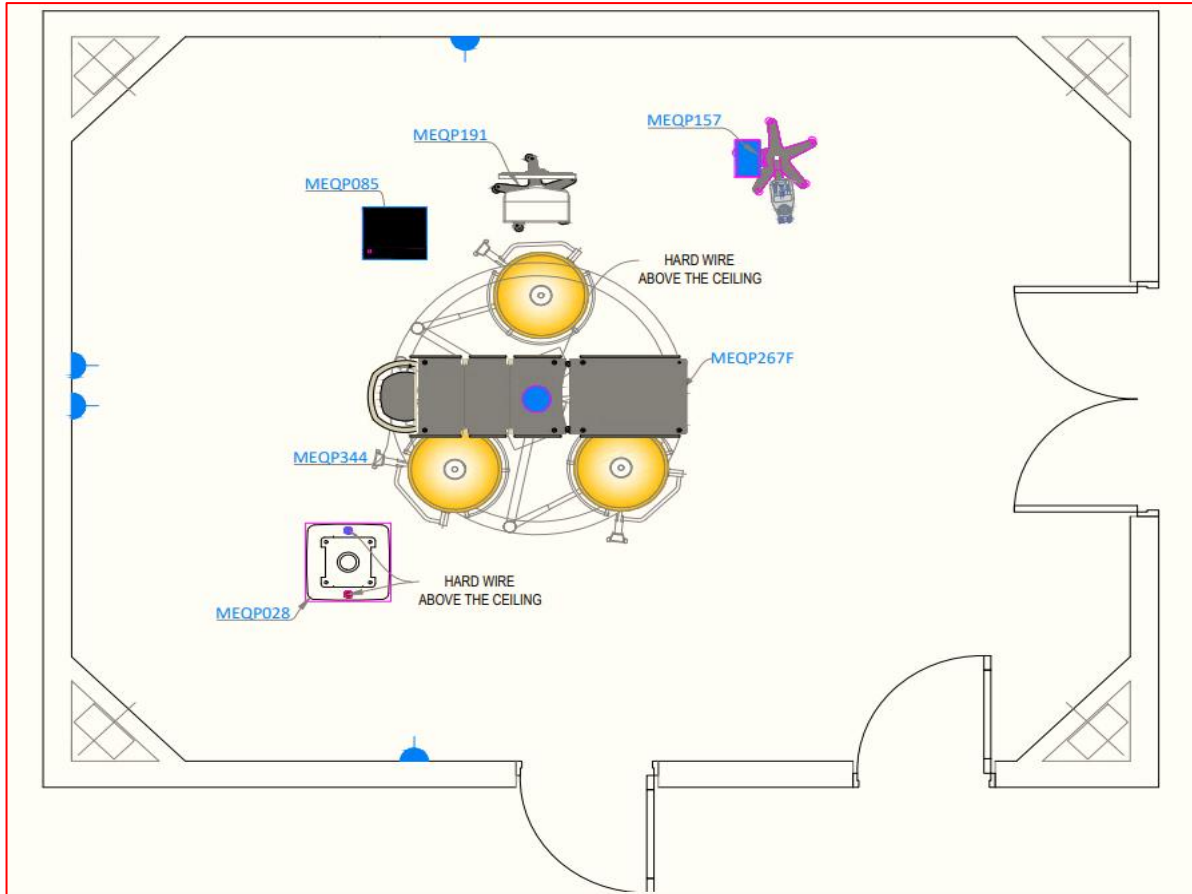 MEQP157
MEQP191
MEQP085
HARD WIRE
ABOVE THE CEILING
MEQP267F
MEQP344
HARD WIRE
ABOVE THE CEILING
MEQP028